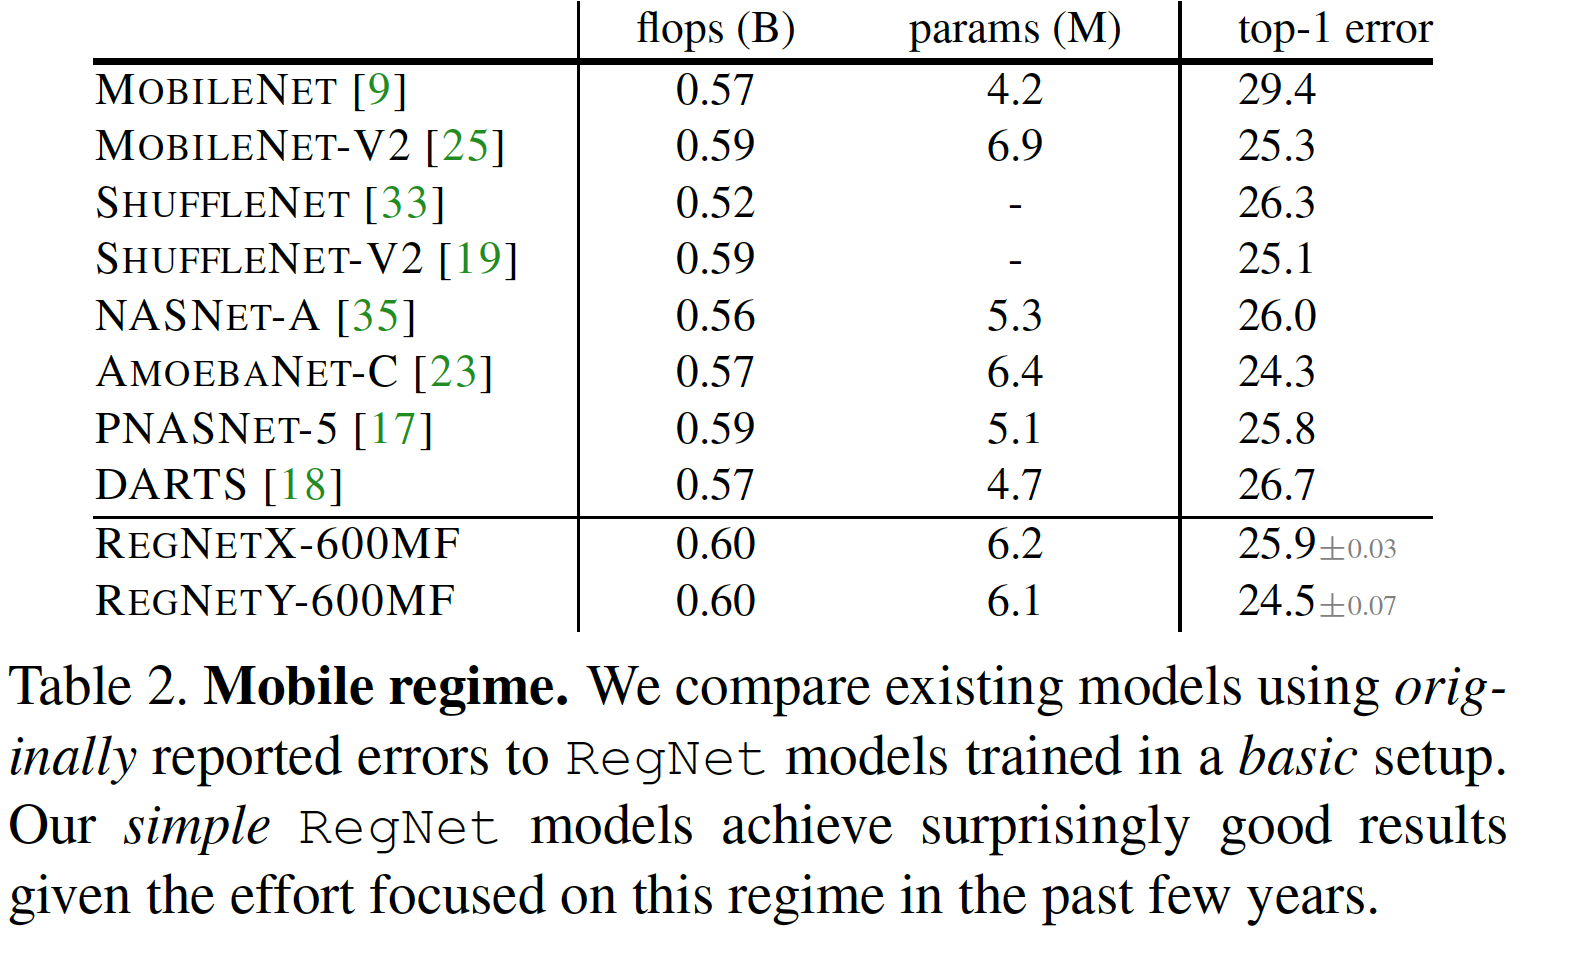 flops (B) params (M) top-1 error
MOBILENET [9] 0.57 4.2 29.4
MOBILENET-V2 [25] 0.59 6.9 25.3
SHUFFLENET [33] 0.52 - 26.3
SHUFFLENET-V2 [19] 0.59 - 25.1
NASNET-A [35] 0.56 5.3 26.0
AMOEBANET-C [23] 0.57 6.4 24.3
PNASNET-5 [17] 0.59 5.1 25.8
DARTS [18] 0.57 4.7 26.7
REGNETX-600MF 0.60 6.2 25.9±0.03
REGNETY-600MF 0.60 6.1 24.5±0.07
Table 2. Mobile regime. We compare existing models using orig-
inally reported errors to RegNet models trained in a basic setup.
Our simple RegNet models achieve surprisingly good results
given the effort focused on this regime in the past few years.